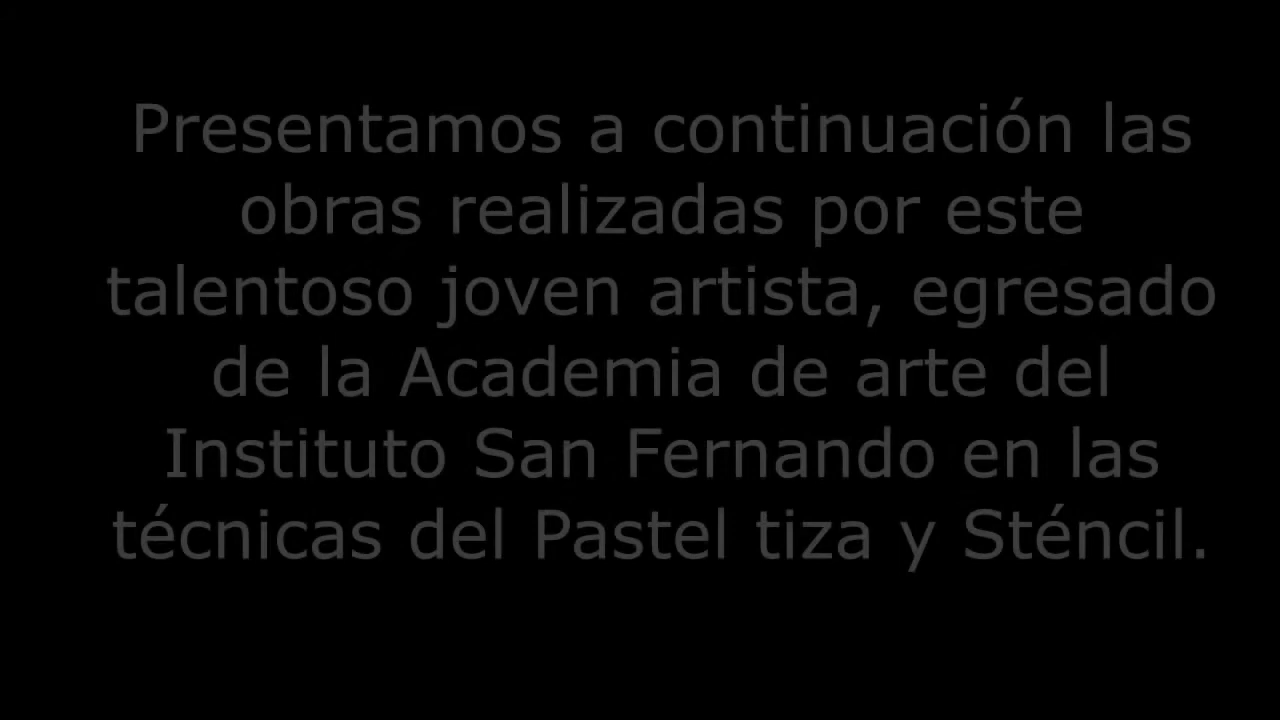 Presentamos a continuación las
obras realizadas por este
talentoso joven artista, egresado
de la Academia de arte del
Instituto San Fernando en las
técnicas del Pastel tiza y Sténcil.